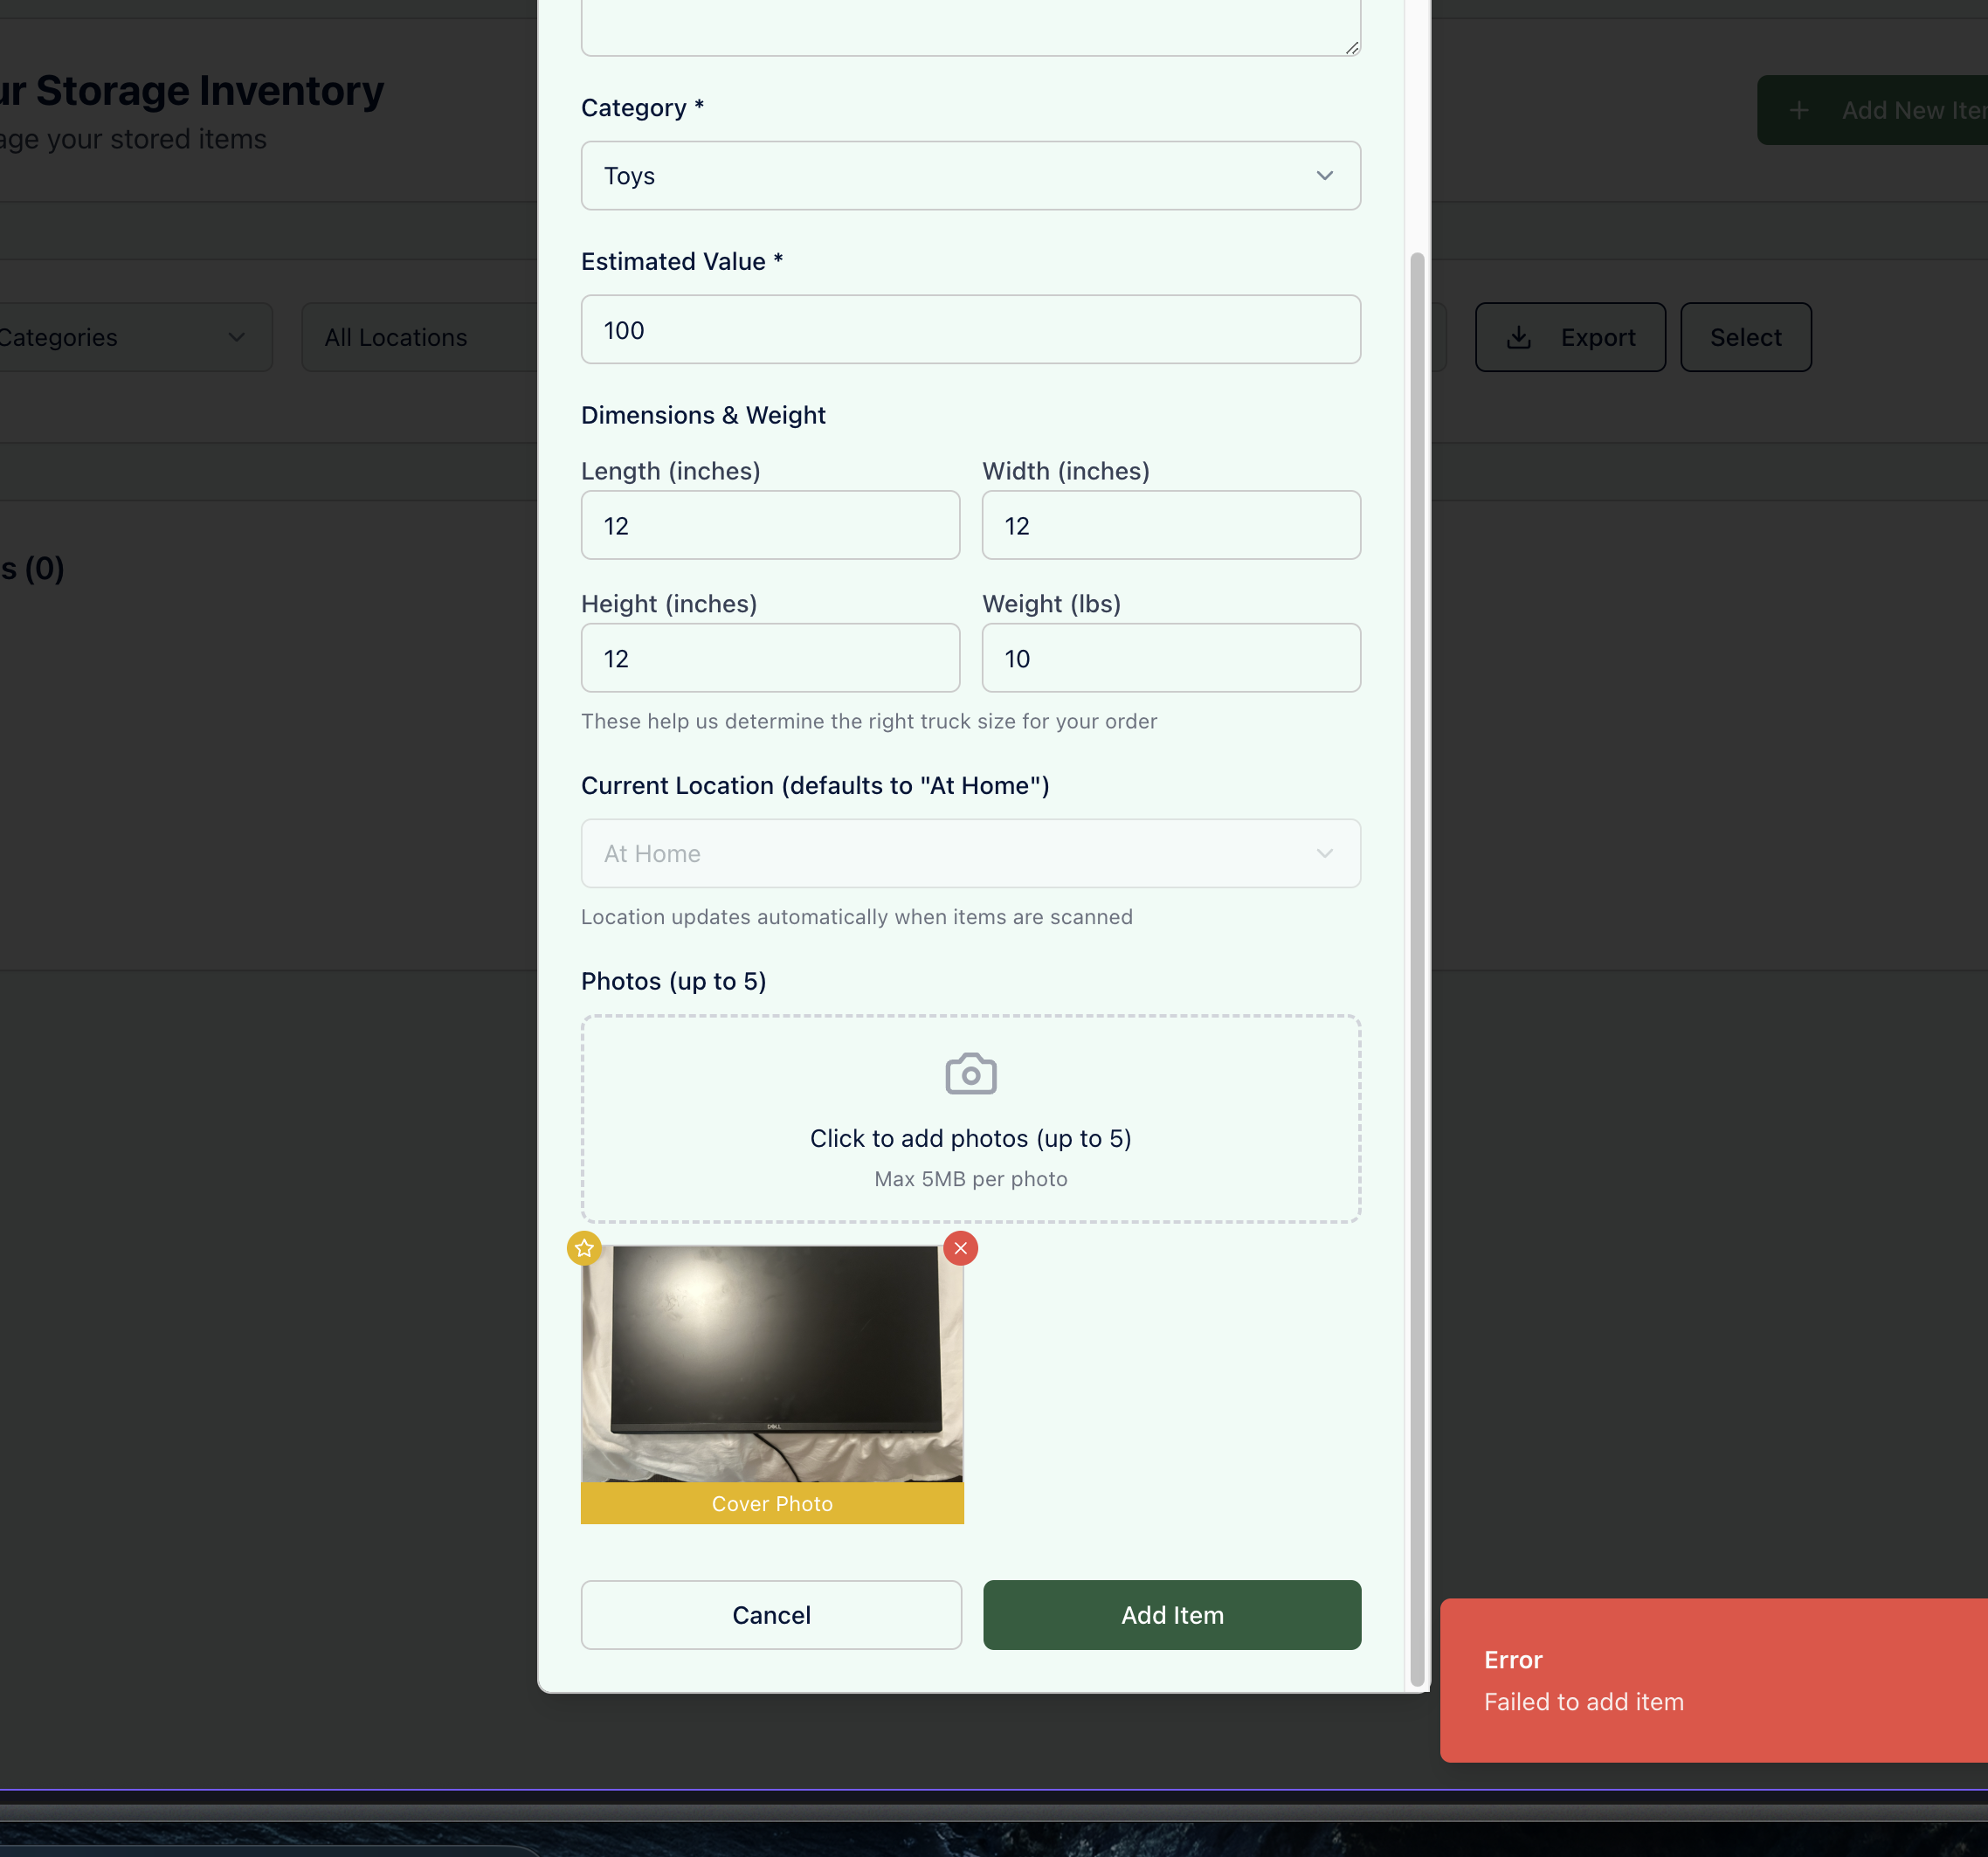 ur Storage Inventory
age your stored items
+ Add New Iter
Categories
All Locations
Export
Select
s (0)
Category *
Toys
Estimated Value *
100
Dimensions & Weight
Length (inches)
Width (inches)
12
12
Height (inches)
Weight (lbs)
12
10
These help us determine the right truck size for your order
Current Location (defaults to "At Home")
At Home
Location updates automatically when items are scanned
Photos (up to 5)
Click to add photos (up to 5)
Max 5MB per photo
DELL
Cover Photo
Cancel
Add Item
Error
Failed to add item